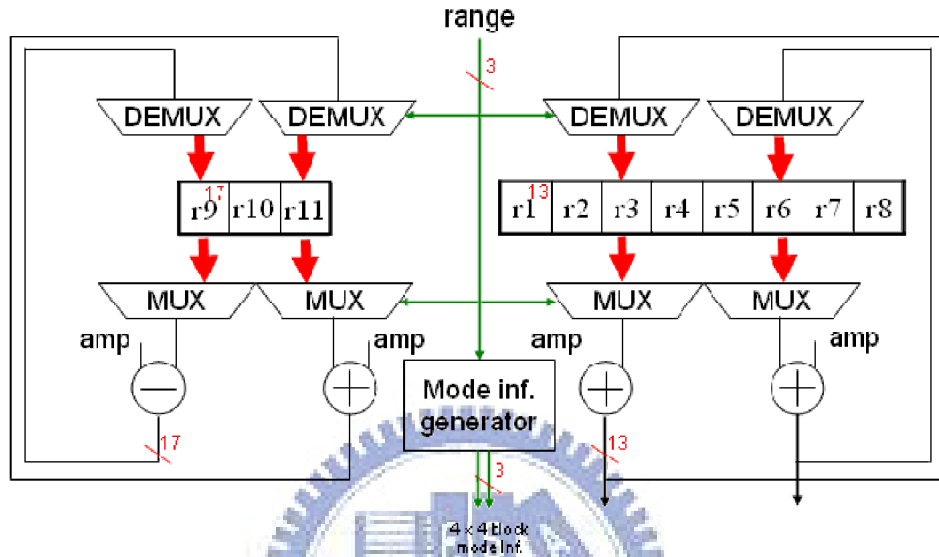 range
3
DEMUX DEMUX DEMUX DEMUX
17 13
r9 r10 r11 r1 r2 r3 r4 r5 r6 r7 r8
MUX MUX MUX MUX
amp amp amp amp
− + + +
Mode inf.
generator
17 13
3
4 x 4 block
mode inf.